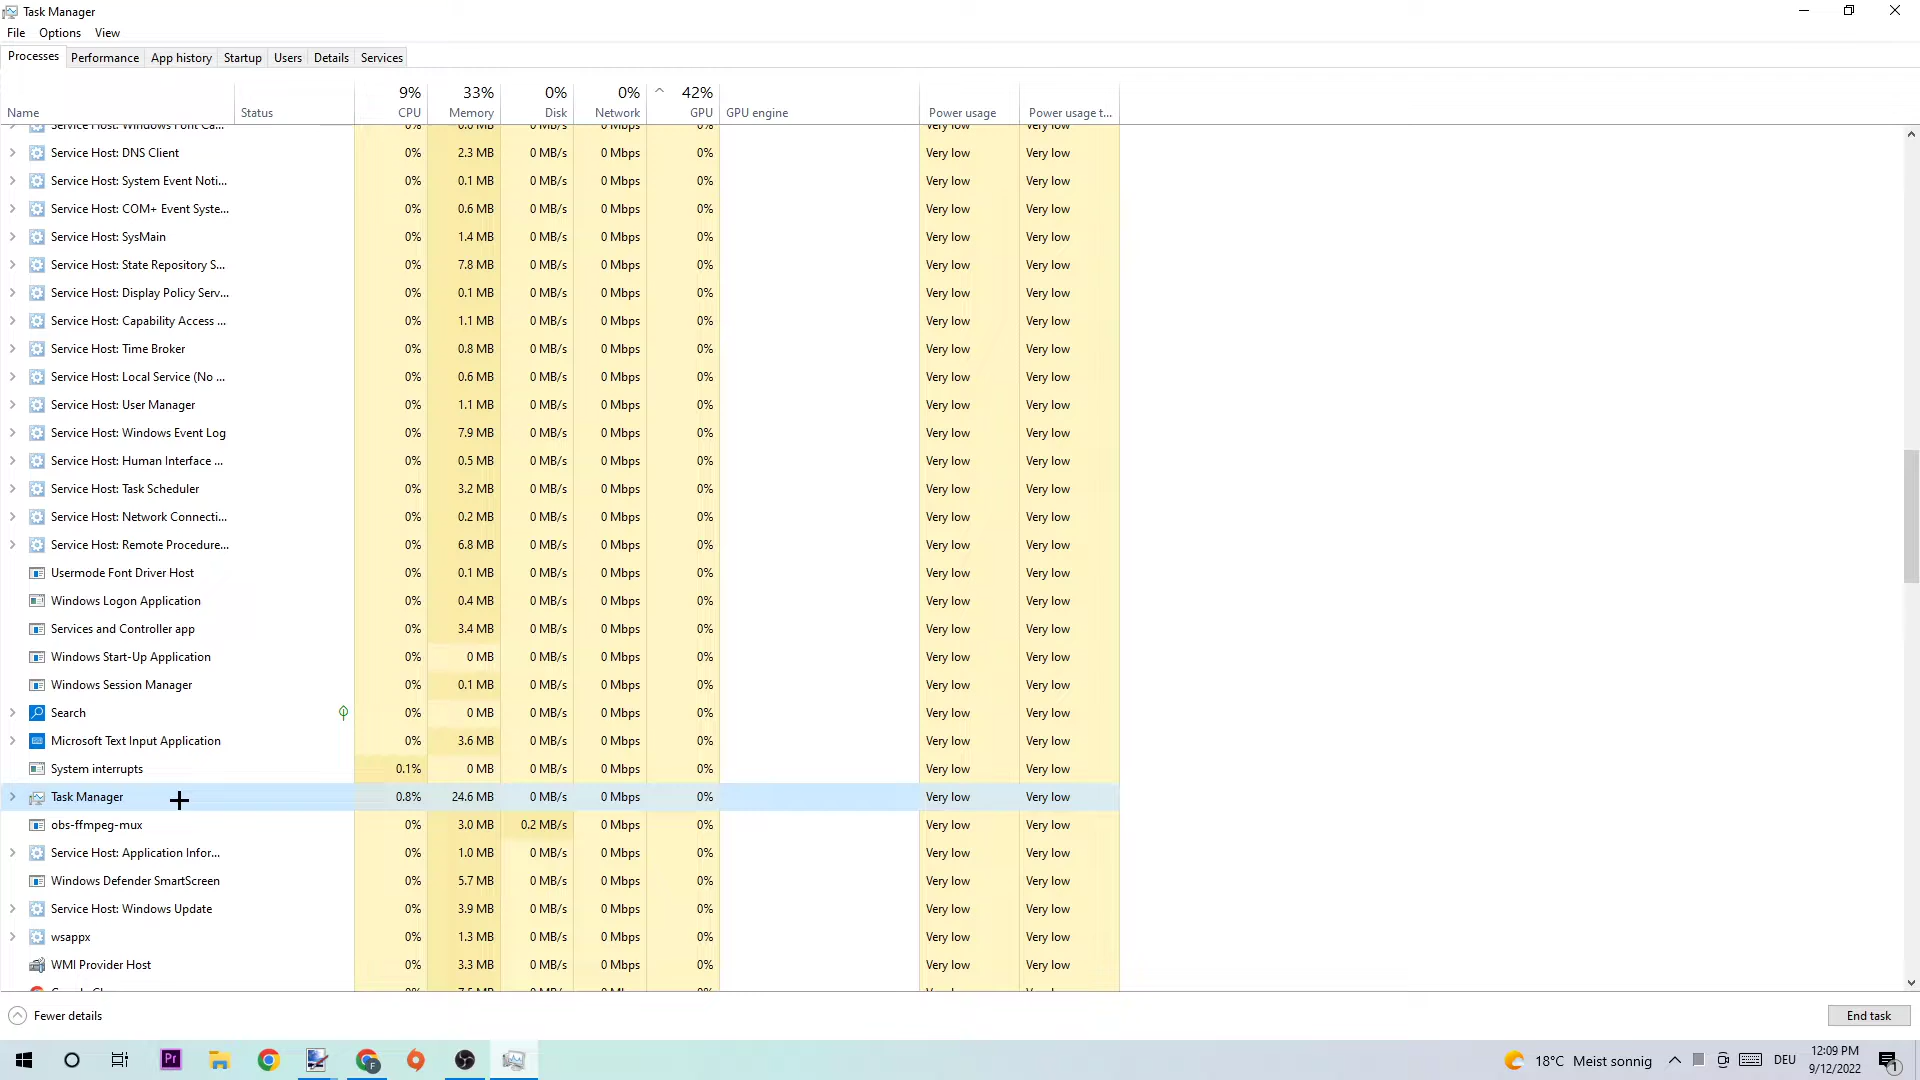 Task Manager
File Options View
Processes Performance App history Startup Users Details Services
9% 33% 0% 0% 42%
Name Status CPU Memory Disk Network GPU GPU engine Power usage Power usage t...
Service Host: Windows Font Ca... 0% 0 MB/s 0 Mbps 0% Very low Very low
Service Host: DNS Client 0% 2.3 MB 0 MB/s 0 Mbps 0% Very low Very low
Service Host: System Event Noti... 0% 0.1 MB 0 MB/s 0 Mbps 0% Very low Very low
Service Host: COM+ Event Syste... 0% 0.6 MB 0 MB/s 0 Mbps 0% Very low Very low
Service Host: SysMain 0% 1.4 MB 0 MB/s 0 Mbps 0% Very low Very low
Service Host: State Repository S... 0% 7.8 MB 0 MB/s 0 Mbps 0% Very low Very low
Service Host: Display Policy Serv... 0% 0.1 MB 0 MB/s 0 Mbps 0% Very low Very low
Service Host: Capability Access ... 0% 1.1 MB 0 MB/s 0 Mbps 0% Very low Very low
Service Host: Time Broker 0% 0.8 MB 0 MB/s 0 Mbps 0% Very low Very low
Service Host: Local Service (No ... 0% 0.6 MB 0 MB/s 0 Mbps 0% Very low Very low
Service Host: User Manager 0% 1.1 MB 0 MB/s 0 Mbps 0% Very low Very low
Service Host: Windows Event Log 0% 7.9 MB 0 MB/s 0 Mbps 0% Very low Very low
Service Host: Human Interface ... 0% 0.5 MB 0 MB/s 0 Mbps 0% Very low Very low
Service Host: Task Scheduler 0% 3.2 MB 0 MB/s 0 Mbps 0% Very low Very low
Service Host: Network Connecti... 0% 0.2 MB 0 MB/s 0 Mbps 0% Very low Very low
Service Host: Remote Procedure... 0% 6.8 MB 0 MB/s 0 Mbps 0% Very low Very low
Usermode Font Driver Host 0% 0.1 MB 0 MB/s 0 Mbps 0% Very low Very low
Windows Logon Application 0% 0.4 MB 0 MB/s 0 Mbps 0% Very low Very low
Services and Controller app 0% 3.4 MB 0 MB/s 0 Mbps 0% Very low Very low
Windows Start-Up Application 0% 0 MB 0 MB/s 0 Mbps 0% Very low Very low
Windows Session Manager 0% 0.1 MB 0 MB/s 0 Mbps 0% Very low Very low
Search 0% 0 MB 0 MB/s 0 Mbps 0% Very low Very low
Microsoft Text Input Application 0% 3.6 MB 0 MB/s 0 Mbps 0% Very low Very low
System interrupts 0.1% 0 MB 0 MB/s 0 Mbps 0% Very low Very low
Task Manager 0.8% 24.6 MB 0 MB/s 0 Mbps 0% Very low Very low
obs-ffmpeg-mux 0% 3.0 MB 0.2 MB/s 0 Mbps 0% Very low Very low
Service Host: Application Infor... 0% 1.0 MB 0 MB/s 0 Mbps 0% Very low Very low
Windows Defender SmartScreen 0% 5.7 MB 0 MB/s 0 Mbps 0% Very low Very low
Service Host: Windows Update 0% 3.9 MB 0 MB/s 0 Mbps 0% Very low Very low
wsappx 0% 1.3 MB 0 MB/s 0 Mbps 0% Very low Very low
WMI Provider Host 0% 3.3 MB 0 MB/s 0 Mbps 0% Very low Very low
Fewer details End task
Pr F 18°C Meist sonnig DEU 12:09 PM
9/12/2022 1